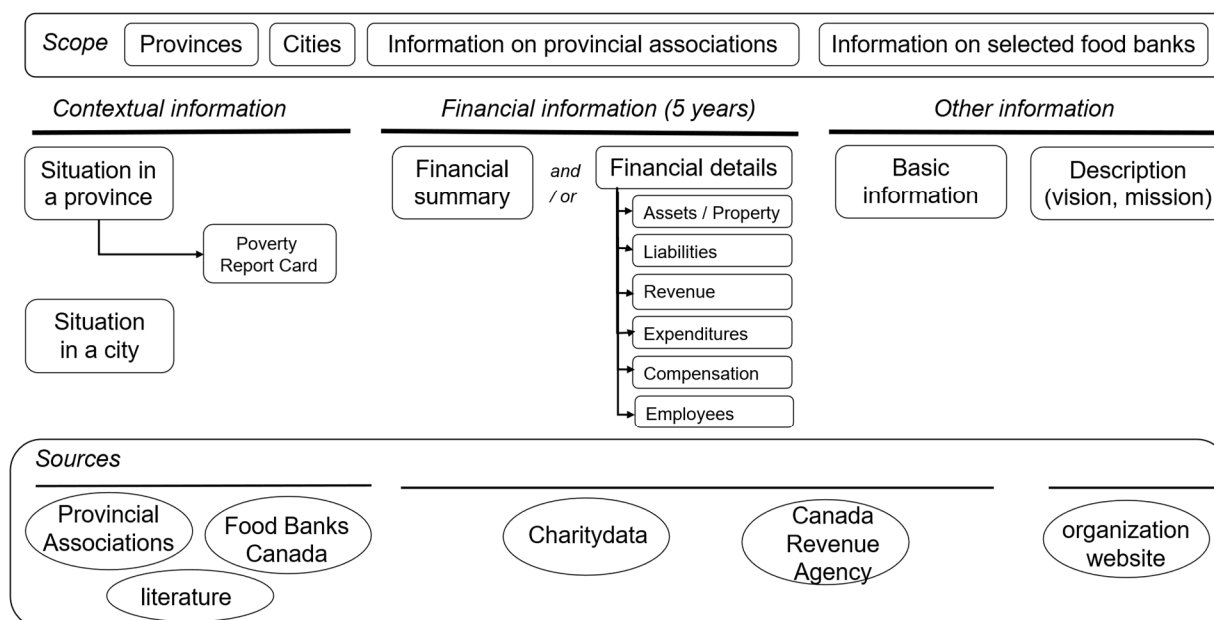 Scope
Provinces
Cities
Information on provincial associations
Information on selected food banks
Contextual information
Financial information (5 years)
Other information
Situation in
a province
Poverty
Report Card
Situation
in a city
Financial
summary
and
/ or
Financial details
Assets / Property
Liabilities
Revenue
Expenditures
Compensation
Employees
Basic
information
Description
(vision, mission)
Sources
Provincial
Associations
Food Banks
Canada
literature
Charitydata
Canada
Revenue
Agency
organization
website